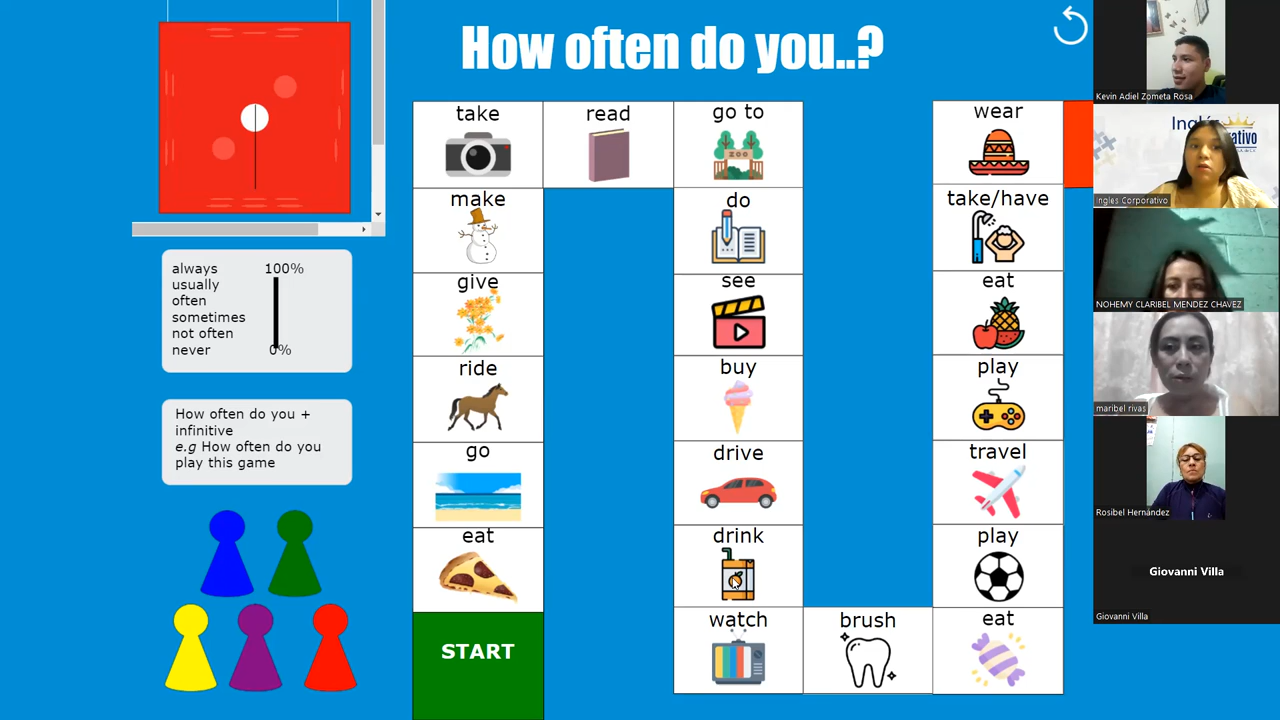 How often do you..?
always 100%
usually
often
sometimes
not often
never 0%
How often do you +
infinitive
e.g How often do you
play this game
take
read
go to
make
give
ride
go
eat
START
do
see
buy
drive
drink
watch
brush
eat
play
travel
play
eat
take/have
wear
ZOO
Kevin Adiel Zometa Rosa
Inglés Corporativo
NOHEMY CLARIBEL MENDEZ CHAVEZ
maribel rivas
Rosibel Hernández
Giovanni Villa
Giovanni Villa